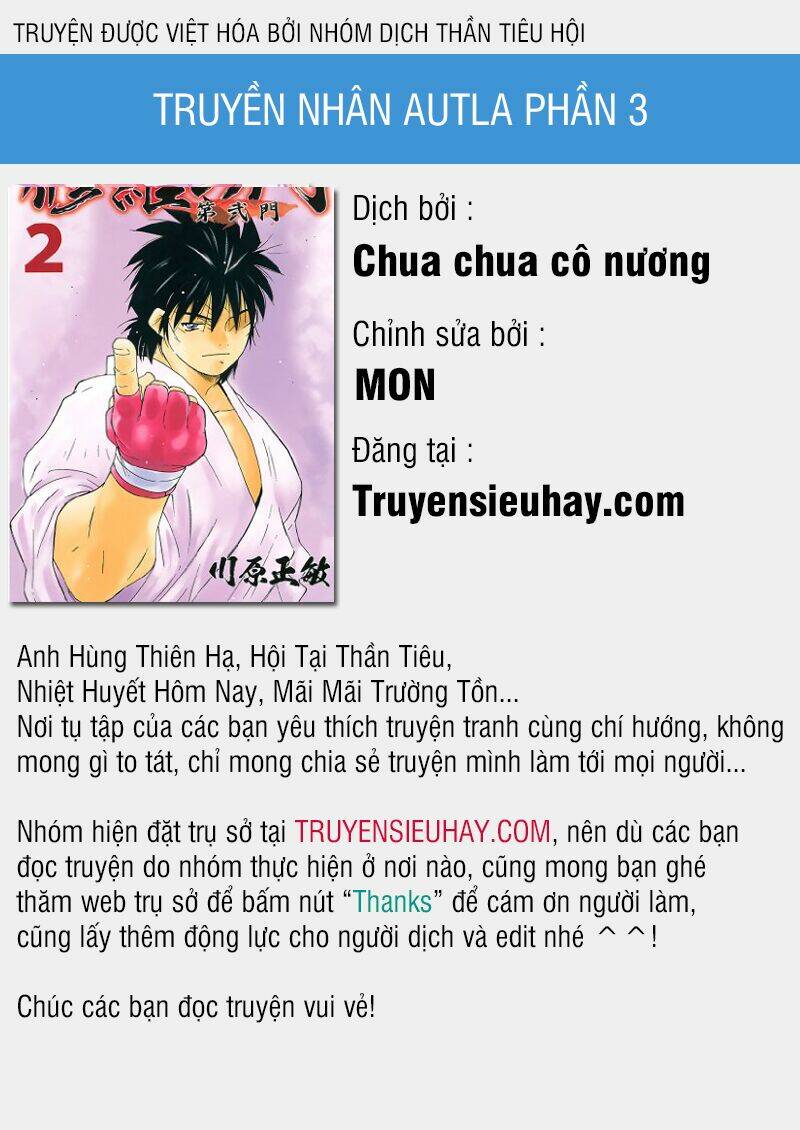 TRUYỆN ĐƯỢC VIỆT HÓA BỞI NHÓM DỊCH THẦN TIÊU HỘI
TRUYỀN NHÂN AUTLA PHẦN 3
第弐門
2
川原正敏
Dịch bởi :
Chua chua cô nương
Chỉnh sửa bởi :
MON
Đăng tại :
Truyensieuhay.com
Anh Hùng Thiên Hạ, Hội Tại Thần Tiêu,
Nhiệt Huyết Hôm Nay, Mãi Mãi Trường Tồn...
Nơi tụ tập của các bạn yêu thích truyện tranh cùng chí hướng, không
mong gì to tát, chỉ mong chia sẻ truyện mình làm tới mọi người...
Nhóm hiện đặt trụ sở tại TRUYENSIEUHAY.COM, nên dù các bạn
đọc truyện do nhóm thực hiện ở nơi nào, cũng mong bạn ghé
thăm web trụ sở để bấm nút “Thanks” để cám ơn người làm,
cũng lấy thêm động lực cho người dịch và edit nhé ^ ^!
Chúc các bạn đọc truyện vui vẻ!